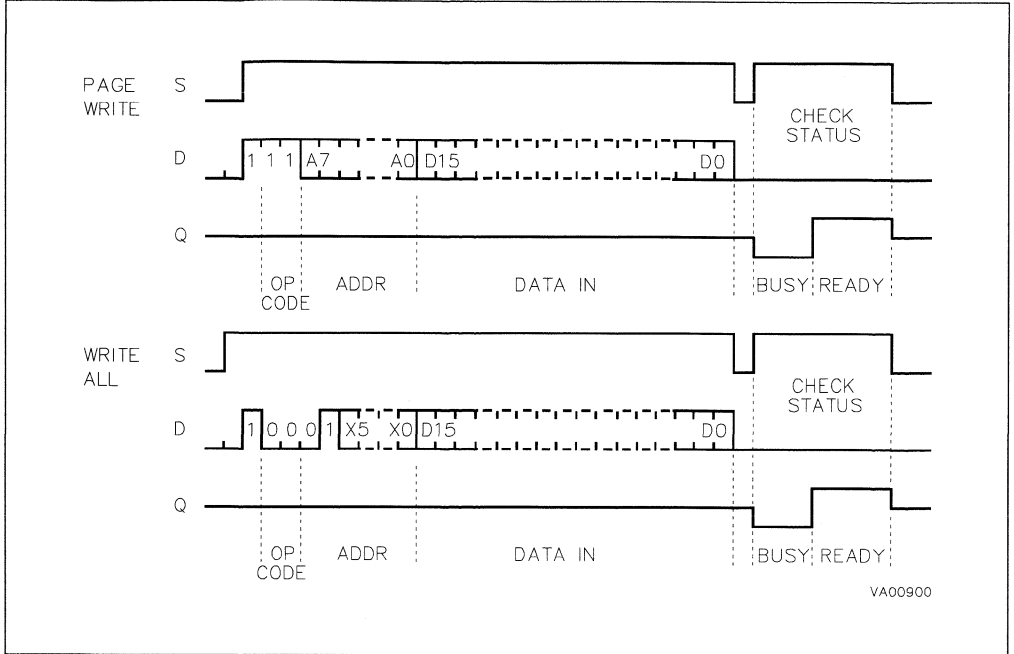 PAGE WRITE S
CHECK STATUS
D 1 1 1 A7 A0 D15 D0
Q
OP CODE ADDR DATA IN BUSY READY
WRITE ALL S
CHECK STATUS
D 1 0 0 0 1 X5 X0 D15 D0
Q
OP CODE ADDR DATA IN BUSY READY
VA00900